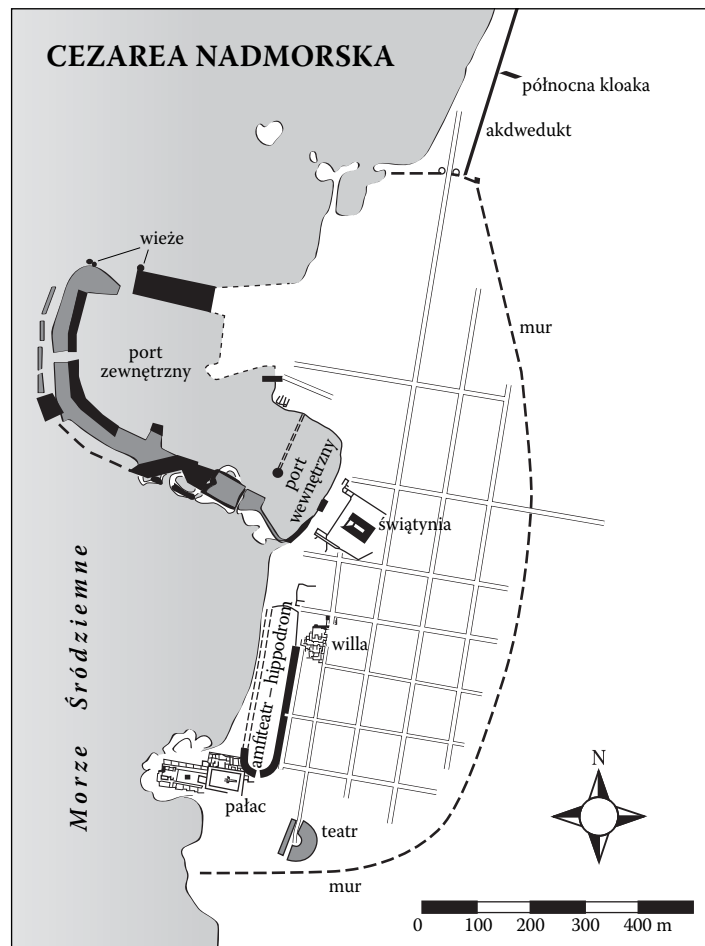 CEZAREA NADMORSKA
północna kloaka
akdwedukt
wieże
mur
port
zewnętrzny
port
wewnętrzny
świątynia
Morze Śródziemne
amfiteatr – hippodrom
willa
N
pałac
teatr
mur
0 100 200 300 400 m